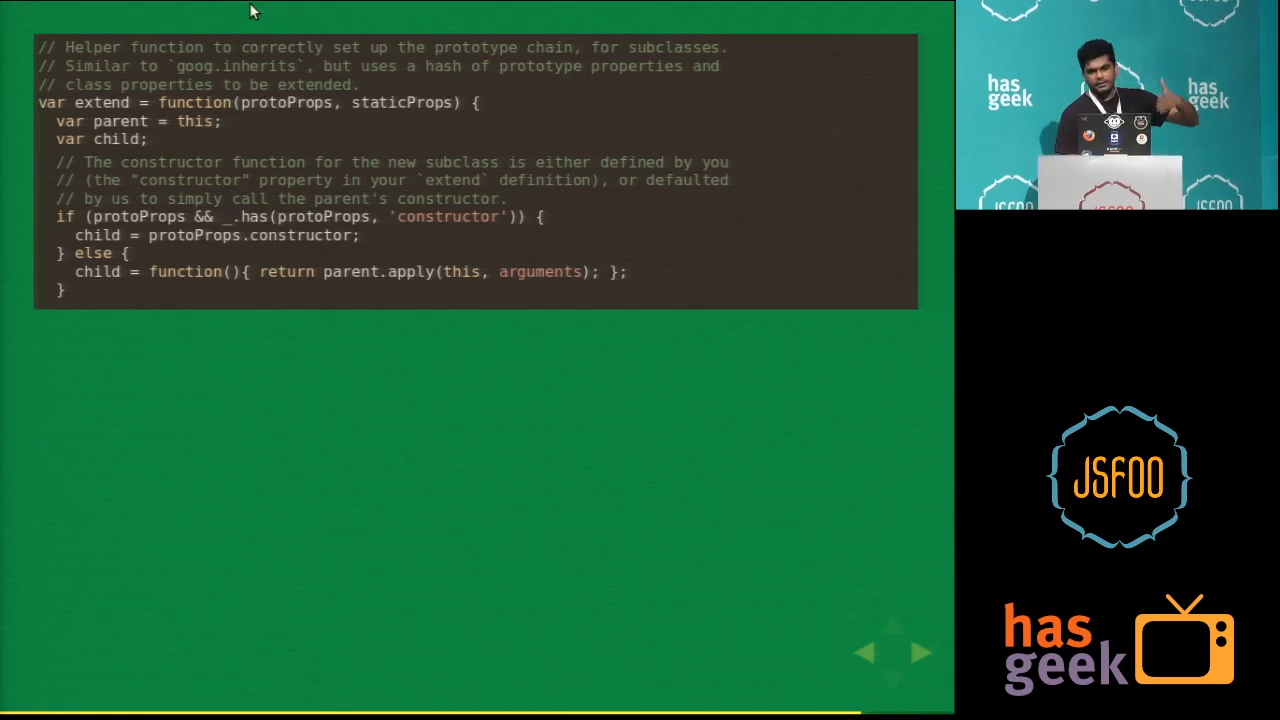 // Helper function to correctly set up the prototype chain, for subclasses.
// Similar to `goog.inherits`, but uses a hash of prototype properties and
// class properties to be extended.
var extend = function(protoProps, staticProps) {
  var parent = this;
  var child;
  // The constructor function for the new subclass is either defined by you
  // (the "constructor" property in your `extend` definition), or defaulted
  // by us to simply call the parent's constructor.
  if (protoProps && _.has(protoProps, 'constructor')) {
    child = protoProps.constructor;
  } else {
    child = function(){ return parent.apply(this, arguments); };
  }
has
geek
has
geek
JSFOO
JSFOO
JSFOO
JSFOO
has
geek